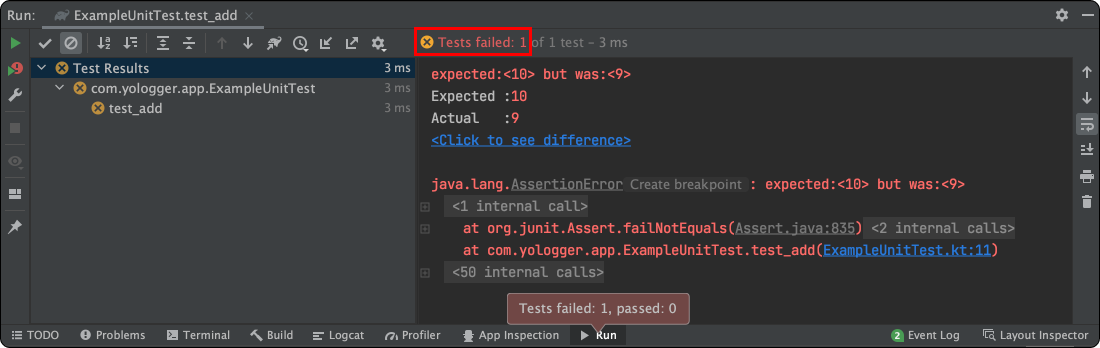 Run: ExampleUnitTest.test_add
Tests failed: 1 of 1 test – 3 ms
Test Results 3 ms
com.yologger.app.ExampleUnitTest 3 ms
test_add 3 ms
expected:<10> but was:<9>
Expected :10
Actual :9
<Click to see difference>
java.lang.AssertionError Create breakpoint : expected:<10> but was:<9>
<1 internal call>
at org.junit.Assert.failNotEquals(Assert.java:835) <2 internal calls>
at com.yologger.app.ExampleUnitTest.test_add(ExampleUnitTest.kt:11)
<50 internal calls>
Tests failed: 1, passed: 0
TODO Problems Terminal Build Logcat Profiler App Inspection Run 2 Event Log Layout Inspector